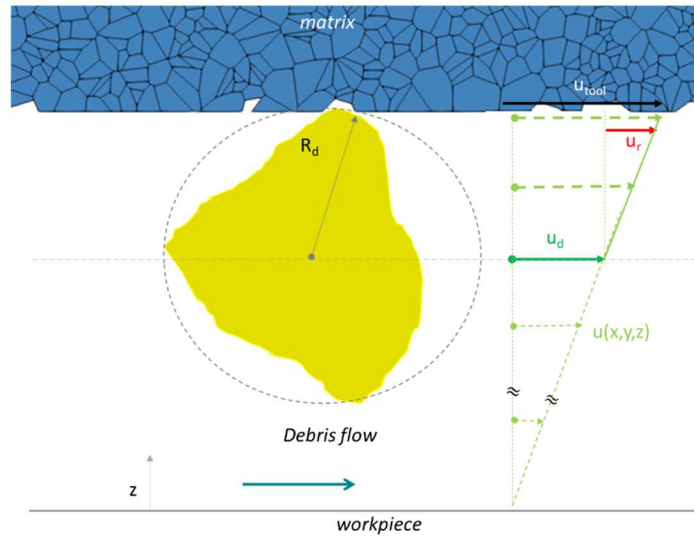 matrix
u_tool
R_d
u_r
u_d
u(x,y,z)
≈ ≈
Debris flow
z
workpiece